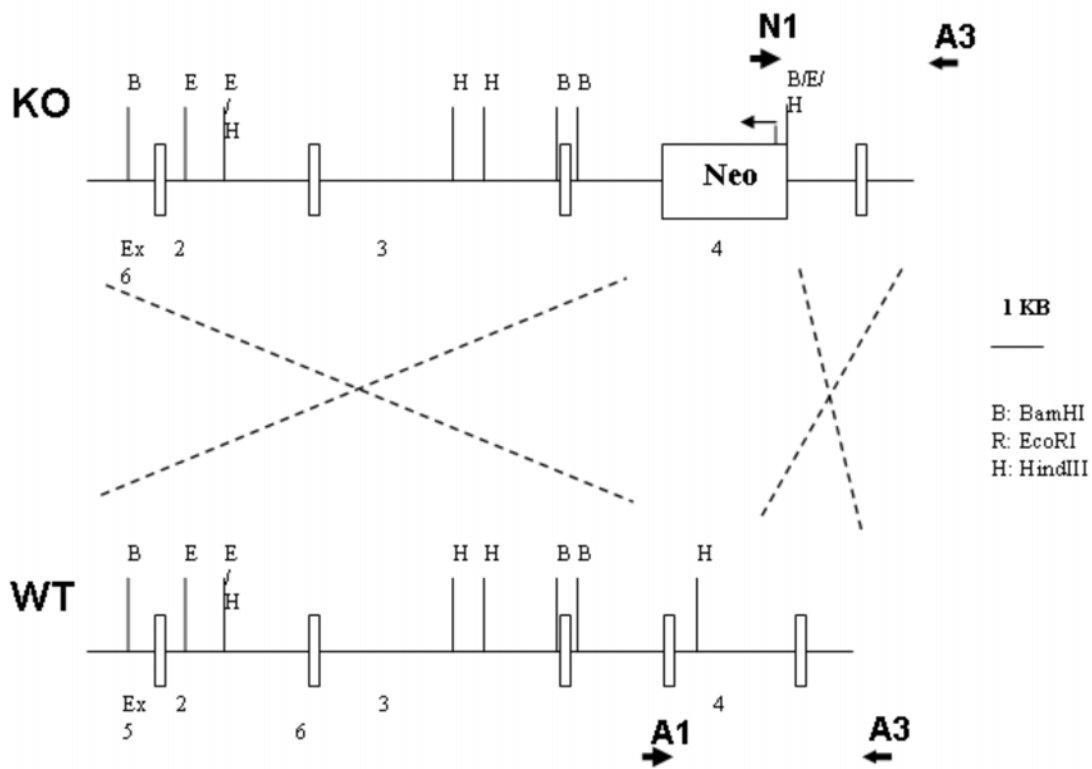 N1
A3
KO
B E E H H B B B/E/
/
H H
Neo
Ex 2 3 4
6
1 KB
B: BamHI
R: EcoRI
H: HindIII
WT
B E E H H B B H
/
H
Ex 2 3 4
5 6
A1
A3